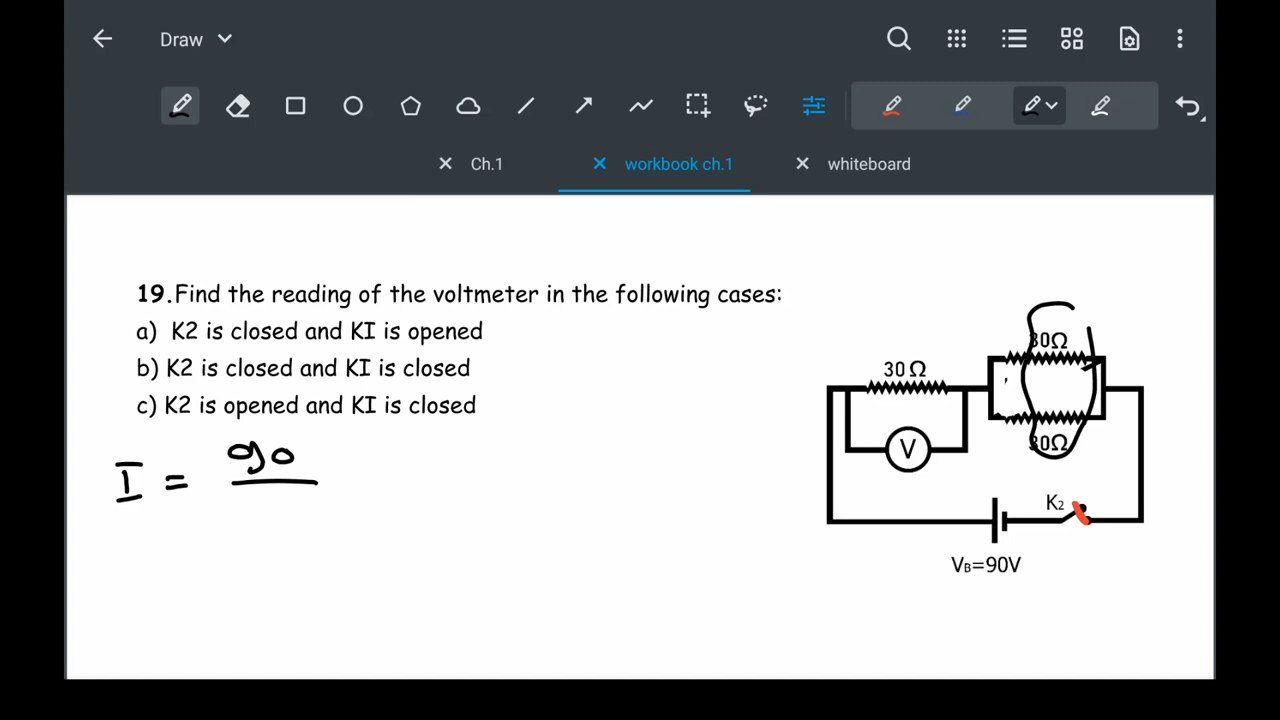 Draw
Ch.1
workbook ch.1
whiteboard
19.Find the reading of the voltmeter in the following cases:
a) K2 is closed and KI is opened
b) K2 is closed and KI is closed
c) K2 is opened and KI is closed
I = 90
30Ω
30Ω
V
30Ω
K2
VB=90V